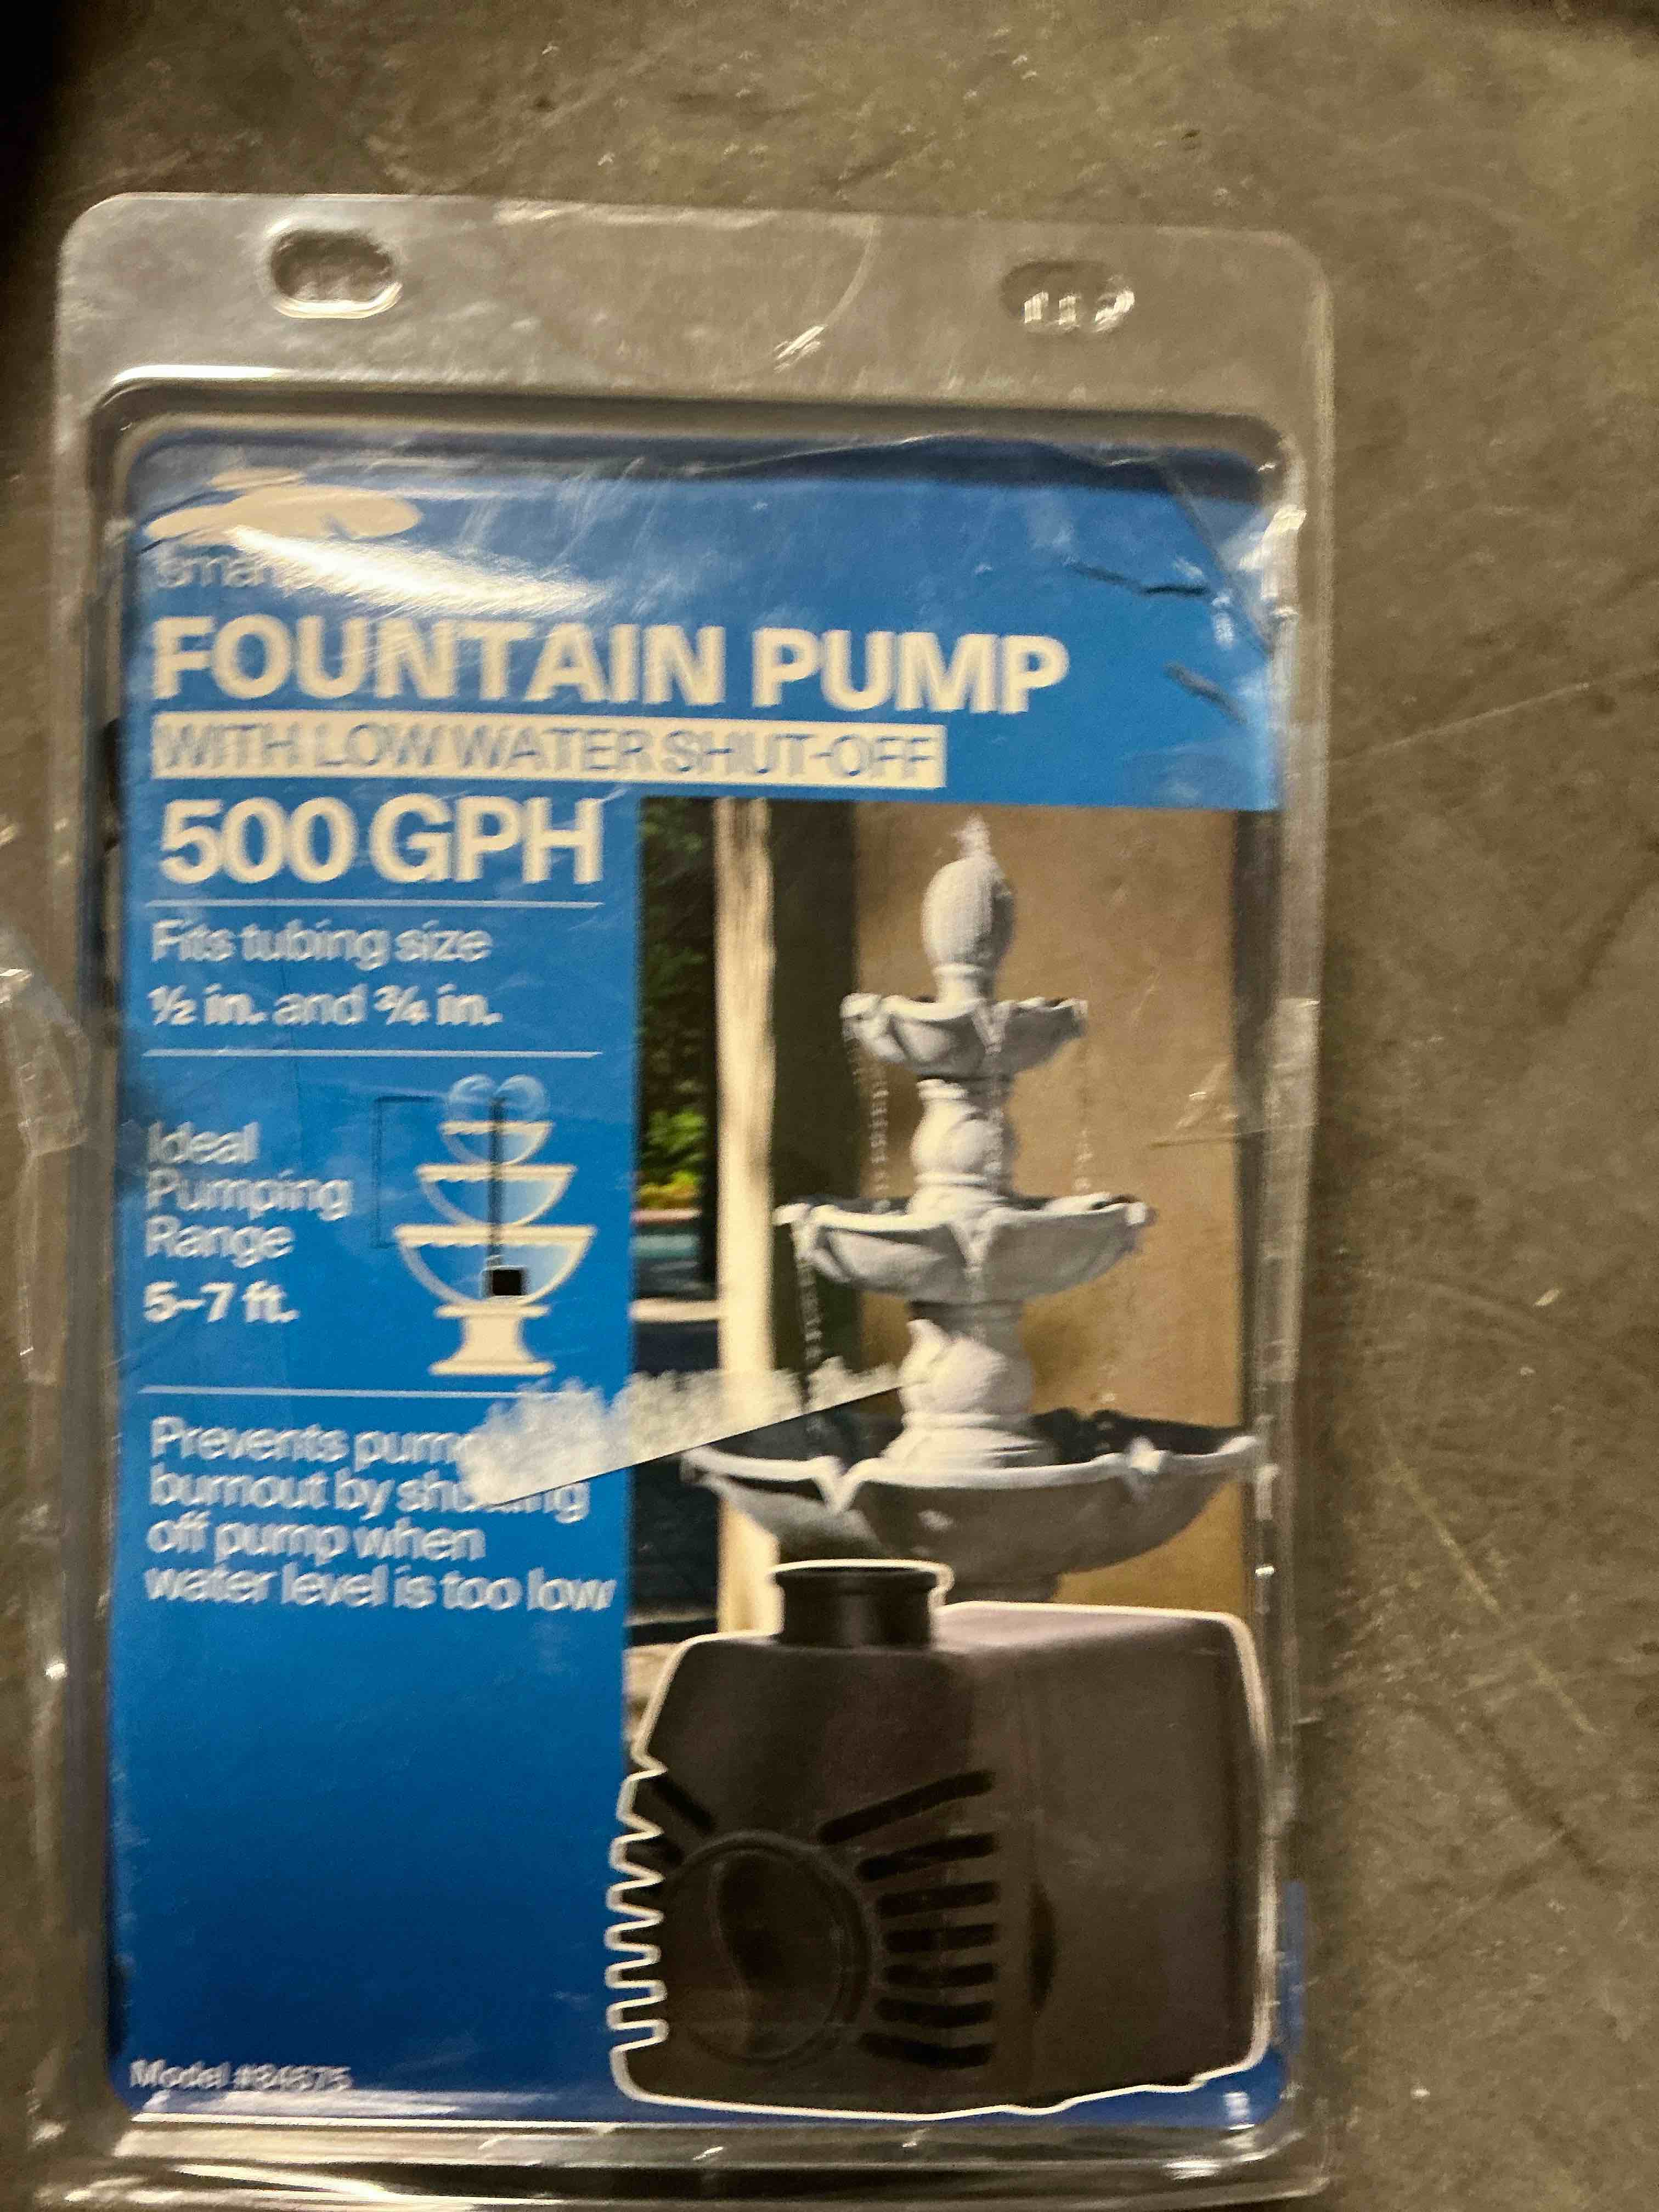 FOUNTAIN PUMP
WITH LOW WATER SHUT-OFF
500 GPH
Fits tubing size
½ in. and ¾ in.
Ideal
Pumping
Range
5–7 ft.
Prevents
burnout by
off pump when
water level is too low
Model #